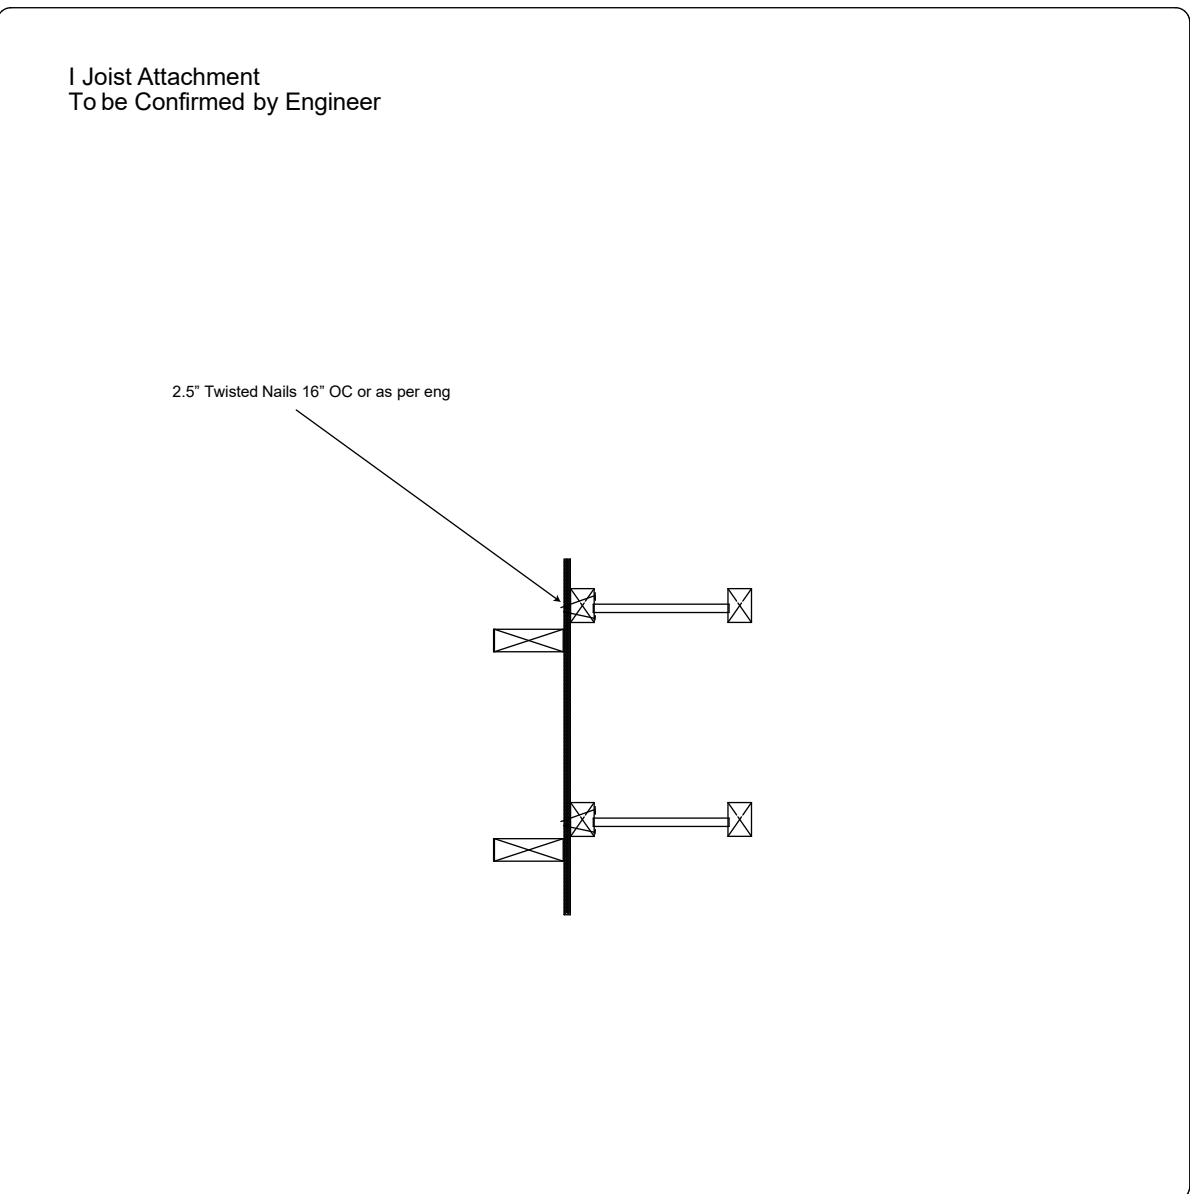 I Joist Attachment
To be Confirmed by Engineer
2.5” Twisted Nails 16” OC or as per eng